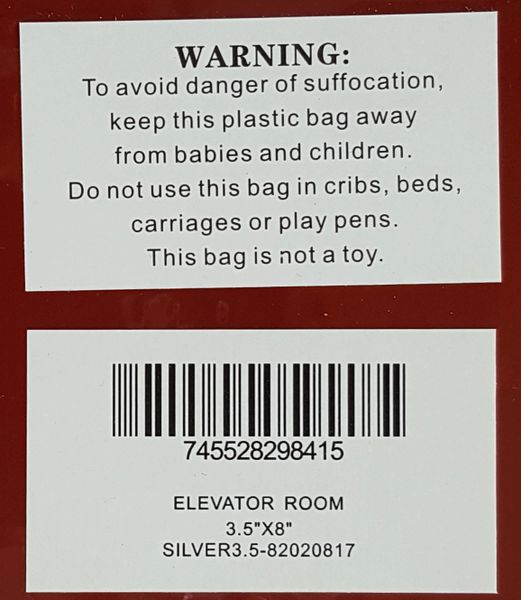 WARNING:
To avoid danger of suffocation,
keep this plastic bag away
from babies and children.
Do not use this bag in cribs, beds,
carriages or play pens.
This bag is not a toy.
745528298415
ELEVATOR ROOM
3.5"X8"
SILVER3.5-82020817